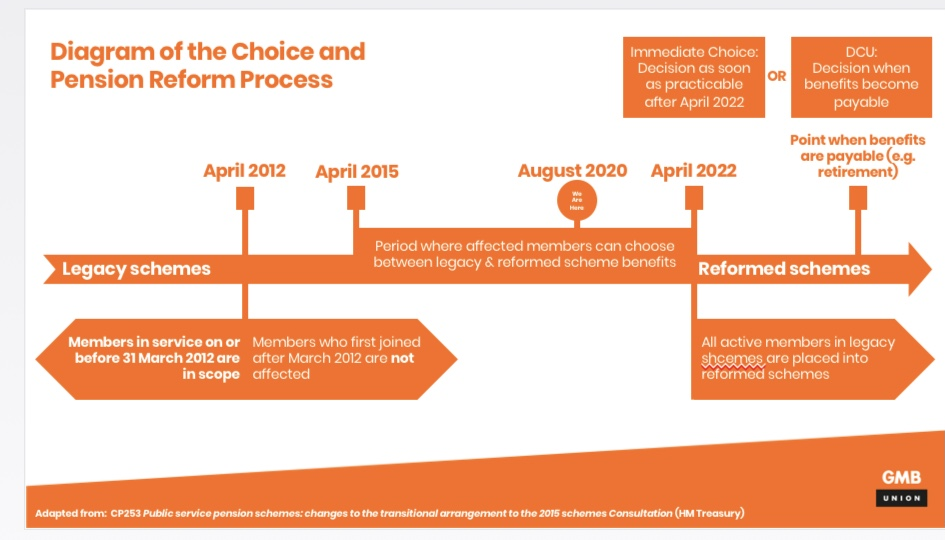 Diagram of the Choice and
Pension Reform Process
Immediate Choice:
Decision as soon
as practicable
after April 2022
OR
DCU:
Decision when
benefits become
payable
Point when benefits
are payable (e.g.
retirement)
April 2012
April 2015
August 2020
April 2022
We
Are
Here
Period where affected members can choose
between legacy & reformed scheme benefits
Legacy schemes
Reformed schemes
Members in service on or
before 31 March 2012 are
in scope
Members who first joined
after March 2012 are not
affected
All active members in legacy
shcemes are placed into
reformed schemes
GMB
UNION
Adapted from: CP253 Public service pension schemes: changes to the transitional arrangement to the 2015 schemes Consultation (HM Treasury)